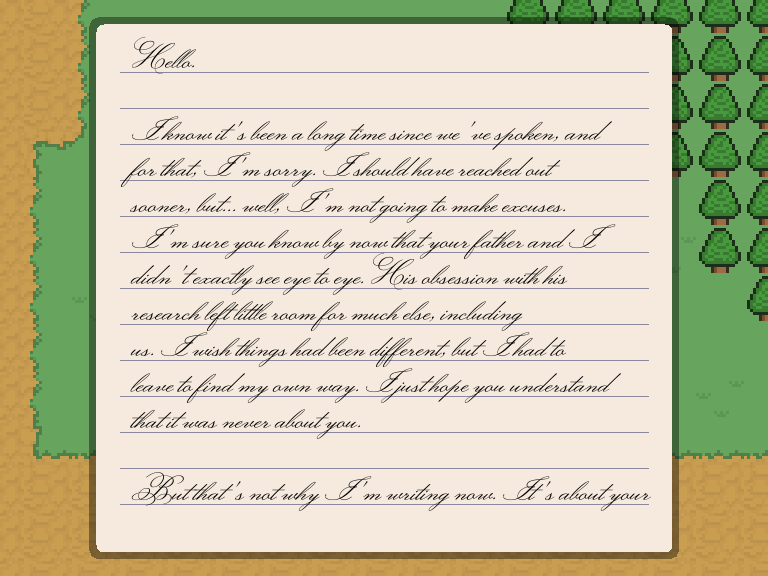 Hello.
I know it's been a long time since we've spoken, and
for that, I'm sorry. I should have reached out
sooner, but... well, I'm not going to make excuses.
I'm sure you know by now that your father and I
didn't exactly see eye to eye. His obsession with his
research left little room for much else, including
us. I wish things had been different, but I had to
leave to find my own way. I just hope you understand
that it was never about you.
But that's not why I'm writing now. It's about your